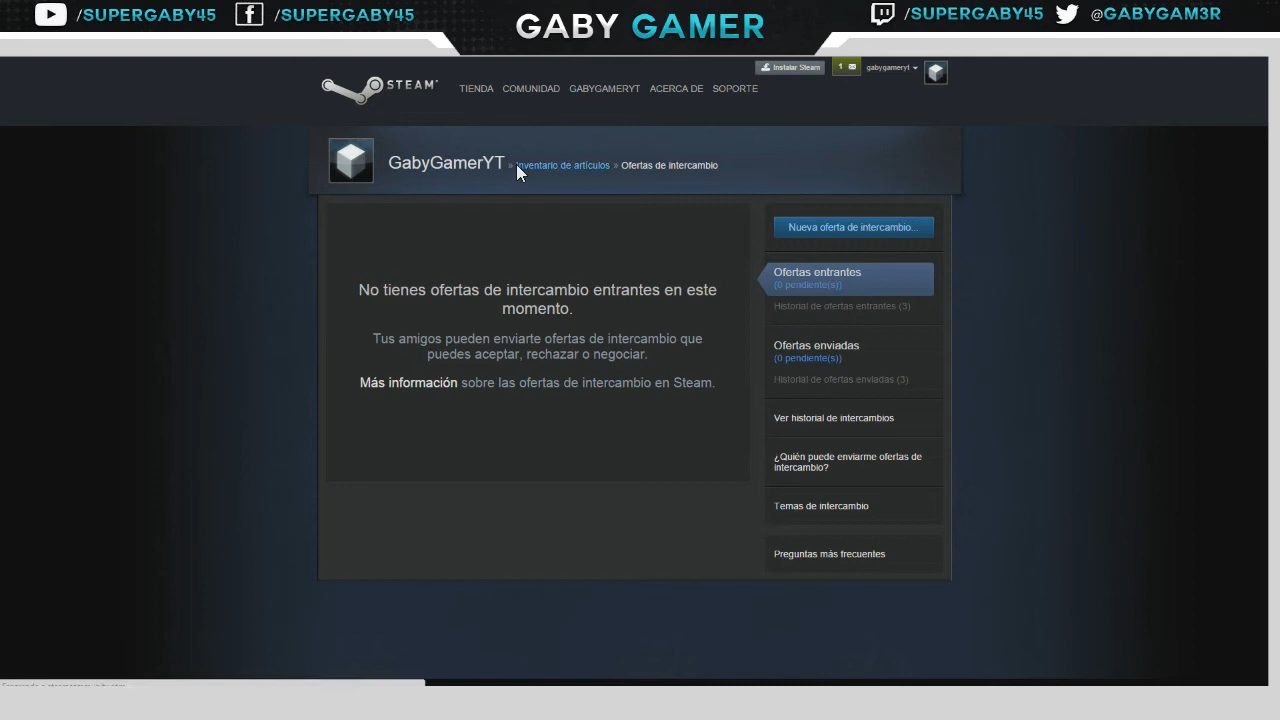 /SUPERGABY45
/SUPERGABY45
GABY GAMER
/SUPERGABY45
@GABYGAM3R
STEAM
Instalar Steam
1
gabygameryt
TIENDA COMUNIDAD GABYGAMERYT ACERCA DE SOPORTE
GabyGamerYT » Inventario de artículos » Ofertas de intercambio
No tienes ofertas de intercambio entrantes en este
momento.
Tus amigos pueden enviarte ofertas de intercambio que
puedes aceptar, rechazar o negociar.
Más información sobre las ofertas de intercambio en Steam.
Nueva oferta de intercambio...
Ofertas entrantes
(0 pendiente(s))
Historial de ofertas entrantes (3)
Ofertas enviadas
(0 pendiente(s))
Historial de ofertas enviadas (3)
Ver historial de intercambios
¿Quién puede enviarme ofertas de
intercambio?
Temas de intercambio
Preguntas más frecuentes